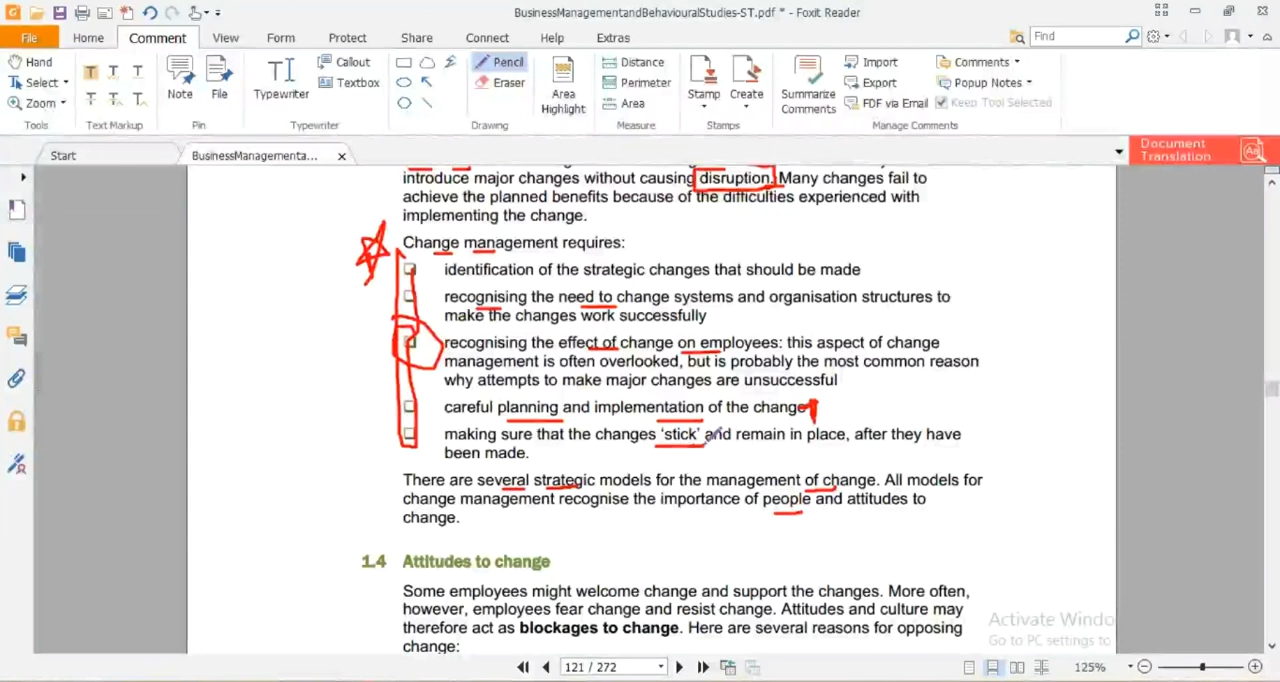 BusinessManagementandBehaviouralStudies-ST.pdf * - Foxit Reader
File Home Comment View Form Protect Share Connect Help Extras Find
Hand Callout Pencil Distance Import Comments
Select Textbox Eraser Perimeter Export Popup Notes
Zoom Note File Typewriter Area Highlight Area Stamp Create Summarize Comments FDF via Email Keep Tool Selected
Tools Text Markup Pin Typewriter Drawing Measure Stamps Manage Comments
Start BusinessManagementa... Document Translation
introduce major changes without causing disruption. Many changes fail to
achieve the planned benefits because of the difficulties experienced with
implementing the change.
Change management requires:
identification of the strategic changes that should be made
recognising the need to change systems and organisation structures to
make the changes work successfully
recognising the effect of change on employees: this aspect of change
management is often overlooked, but is probably the most common reason
why attempts to make major changes are unsuccessful
careful planning and implementation of the change
making sure that the changes ‘stick’ and remain in place, after they have
been made.
There are several strategic models for the management of change. All models for
change management recognise the importance of people and attitudes to
change.
1.4 Attitudes to change
Some employees might welcome change and support the changes. More often,
however, employees fear change and resist change. Attitudes and culture may
therefore act as blockages to change. Here are several reasons for opposing
change:
Activate Windo
Go to PC settings to
121 / 272 125%